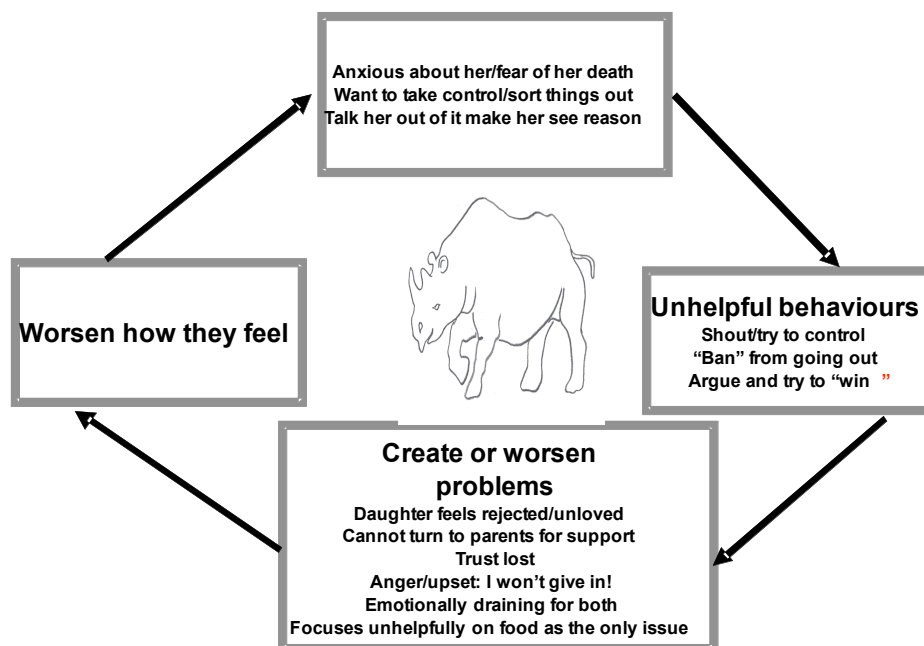 Anxious about her/fear of her death
Want to take control/sort things out
Talk her out of it make her see reason
Worsen how they feel
Unhelpful behaviours
Shout/try to control
“Ban” from going out
Argue and try to “win ”
Create or worsen
problems
Daughter feels rejected/unloved
Cannot turn to parents for support
Trust lost
Anger/upset: I won’t give in!
Emotionally draining for both
Focuses unhelpfully on food as the only issue